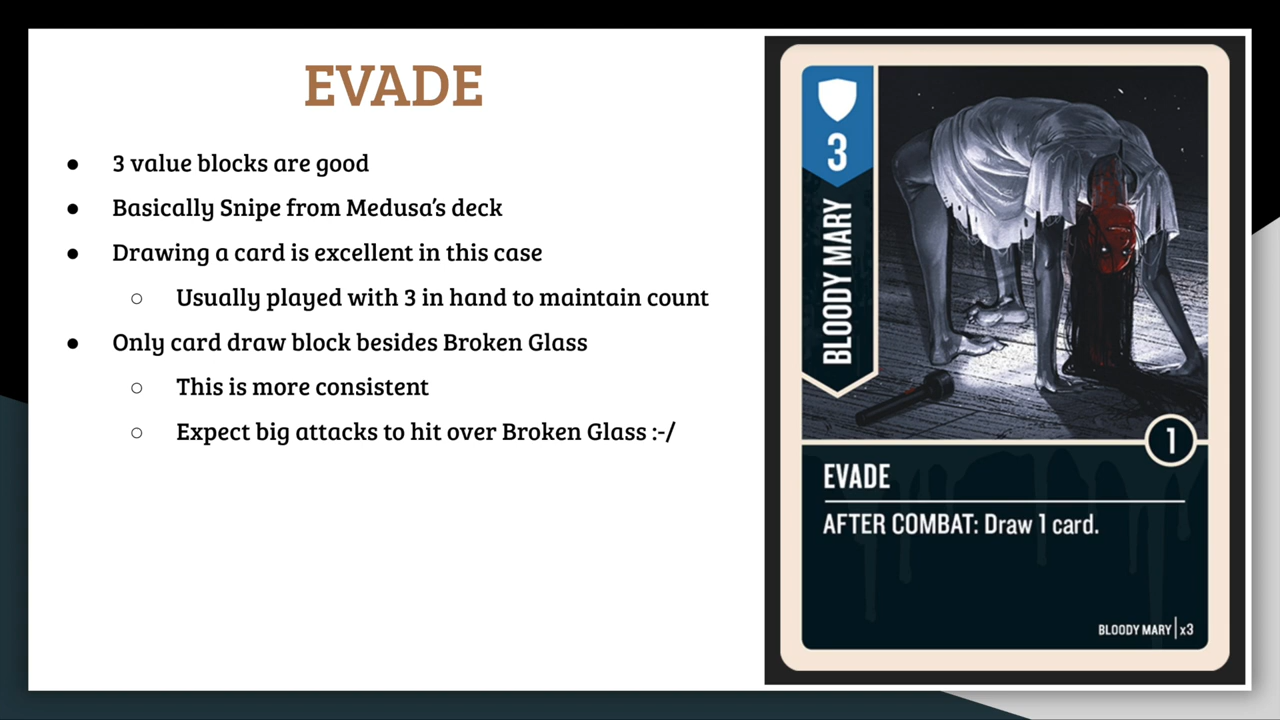 EVADE
● 3 value blocks are good
● Basically Snipe from Medusa's deck
● Drawing a card is excellent in this case
○ Usually played with 3 in hand to maintain count
● Only card draw block besides Broken Glass
○ This is more consistent
○ Expect big attacks to hit over Broken Glass :-/
3
BLOODY MARY
1
EVADE
AFTER COMBAT: Draw 1 card.
BLOODY MARY | x3